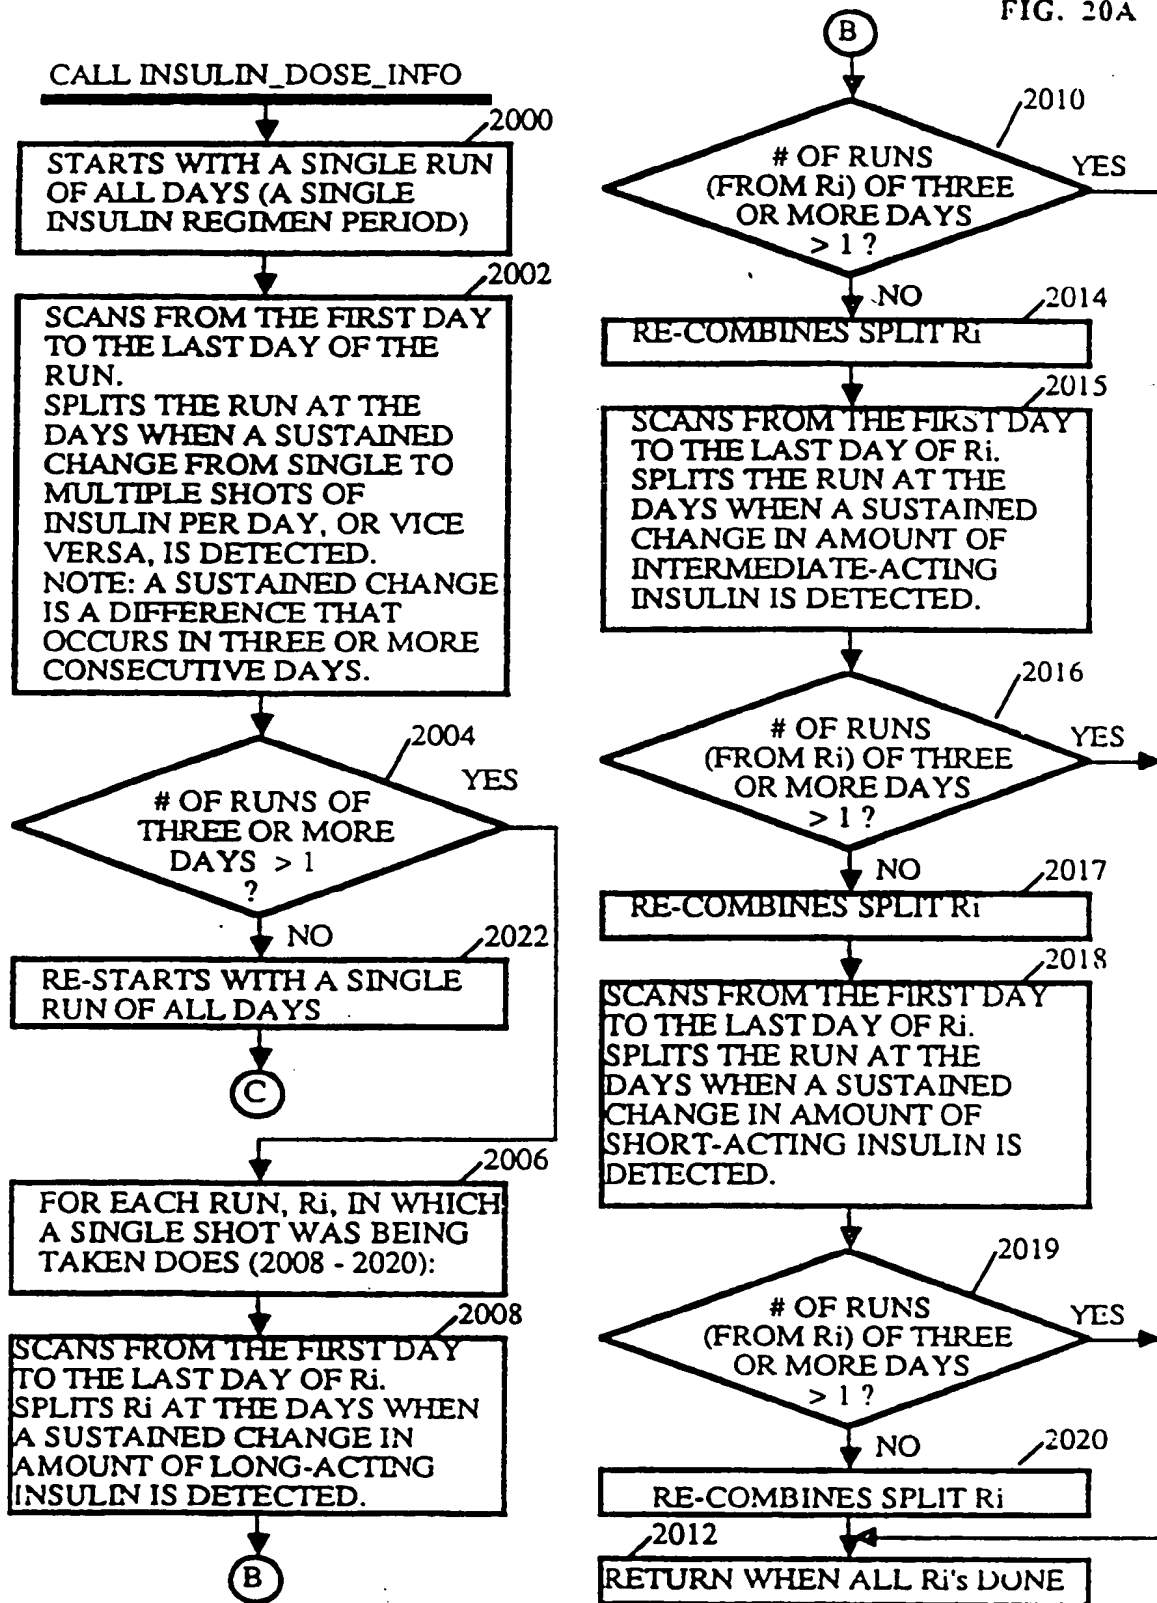 FIG. 20A
CALL INSULIN_DOSE_INFO
2000
STARTS WITH A SINGLE RUN
OF ALL DAYS (A SINGLE
INSULIN REGIMEN PERIOD)
2002
SCANS FROM THE FIRST DAY
TO THE LAST DAY OF THE
RUN.
SPLITS THE RUN AT THE
DAYS WHEN A SUSTAINED
CHANGE FROM SINGLE TO
MULTIPLE SHOTS OF
INSULIN PER DAY, OR VICE
VERSA, IS DETECTED.
NOTE: A SUSTAINED CHANGE
IS A DIFFERENCE THAT
OCCURS IN THREE OR MORE
CONSECUTIVE DAYS.
2004
YES
# OF RUNS OF
THREE OR MORE
DAYS > 1
?
NO
2022
RE-STARTS WITH A SINGLE
RUN OF ALL DAYS
C
2006
FOR EACH RUN, Ri, IN WHICH
A SINGLE SHOT WAS BEING
TAKEN DOES (2008 - 2020):
2008
SCANS FROM THE FIRST DAY
TO THE LAST DAY OF Ri.
SPLITS Ri AT THE DAYS WHEN
A SUSTAINED CHANGE IN
AMOUNT OF LONG-ACTING
INSULIN IS DETECTED.
B
B
2010
YES
# OF RUNS
(FROM Ri) OF THREE
OR MORE DAYS
> 1 ?
NO
2014
RE-COMBINES SPLIT Ri
2015
SCANS FROM THE FIRST DAY
TO THE LAST DAY OF Ri.
SPLITS THE RUN AT THE
DAYS WHEN A SUSTAINED
CHANGE IN AMOUNT OF
INTERMEDIATE-ACTING
INSULIN IS DETECTED.
2016
YES
# OF RUNS
(FROM Ri) OF THREE
OR MORE DAYS
> 1 ?
NO
2017
RE-COMBINES SPLIT Ri
2018
SCANS FROM THE FIRST DAY
TO THE LAST DAY OF Ri.
SPLITS THE RUN AT THE
DAYS WHEN A SUSTAINED
CHANGE IN AMOUNT OF
SHORT-ACTING INSULIN IS
DETECTED.
2019
YES
# OF RUNS
(FROM Ri) OF THREE
OR MORE DAYS
> 1 ?
NO
2020
RE-COMBINES SPLIT Ri
2012
RETURN WHEN ALL Ri's DONE